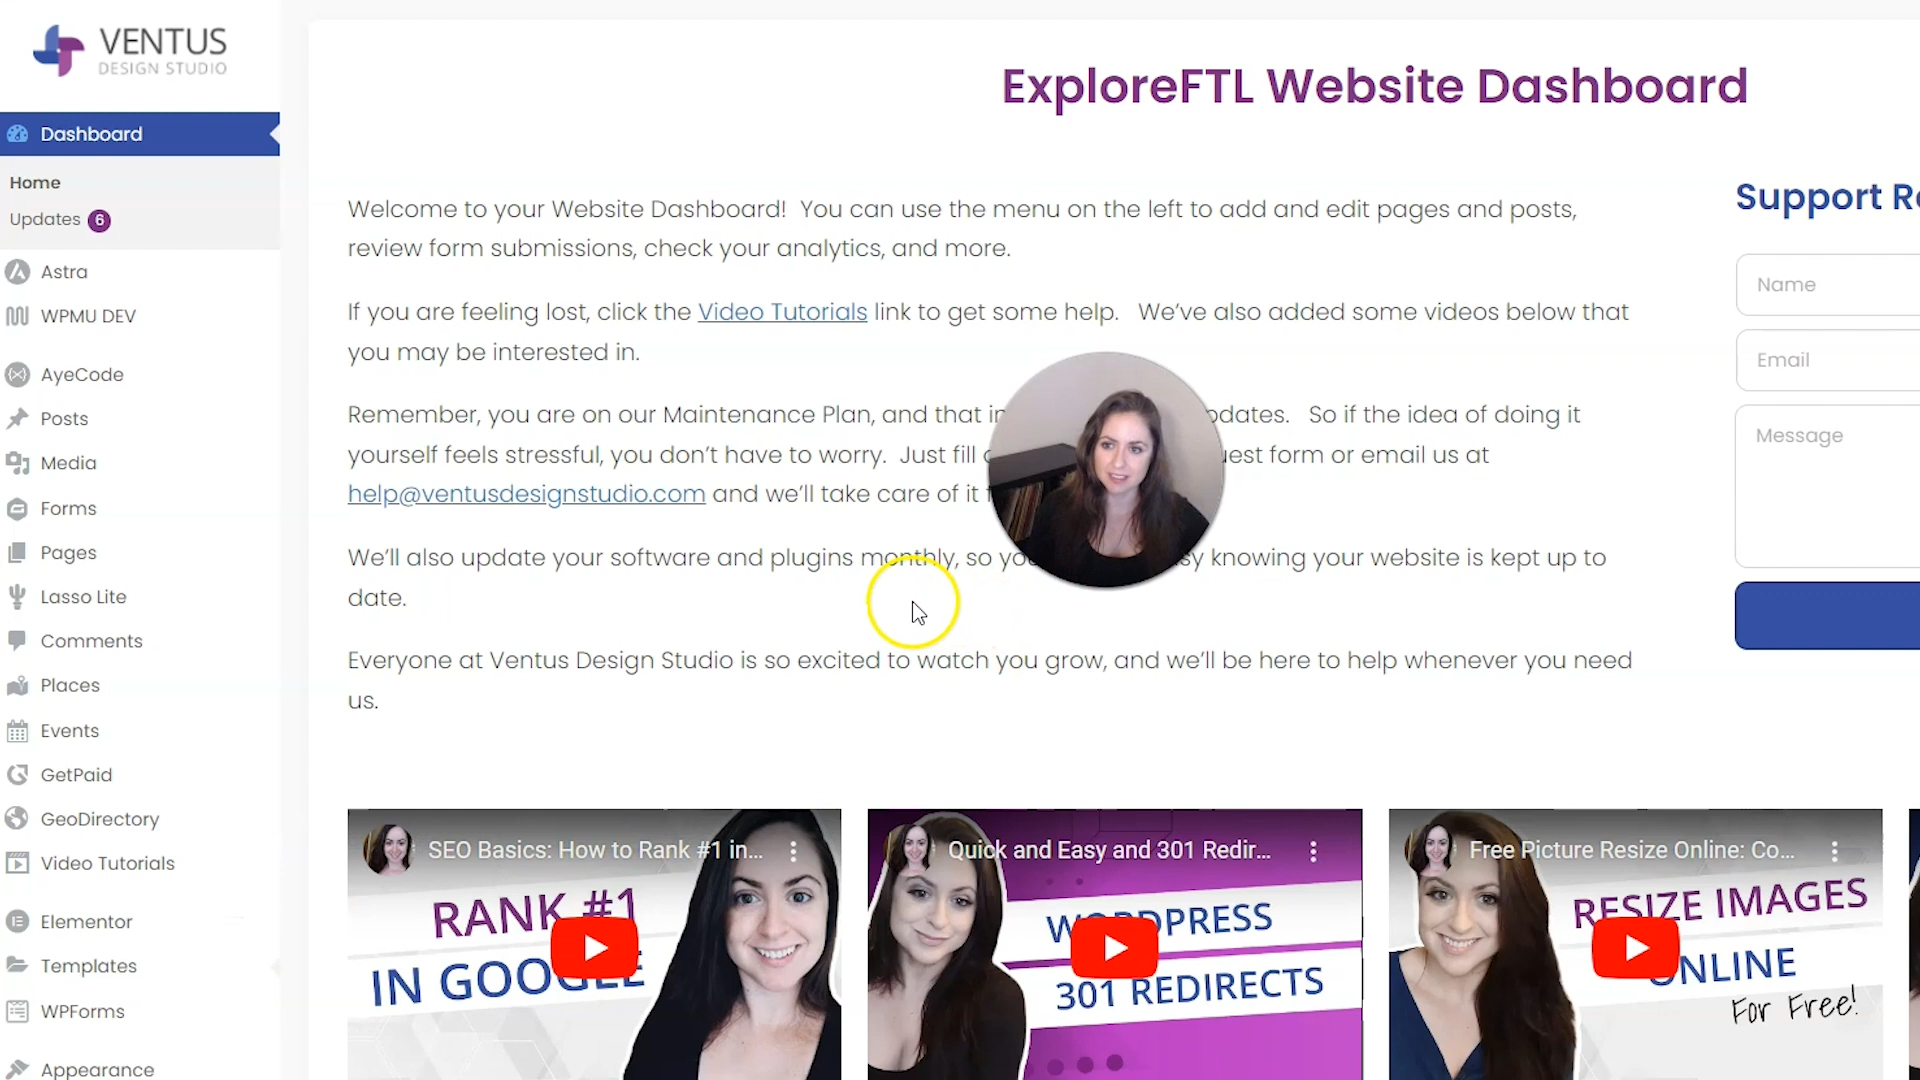 VENTUS
DESIGN STUDIO
Dashboard
Home
Updates 6
Astra
WPMU DEV
AyeCode
Posts
Media
Forms
Pages
Lasso Lite
Comments
Places
Events
GetPaid
GeoDirectory
Video Tutorials
Elementor
Templates
WPForms
Appearance
ExploreFTL Website Dashboard
Welcome to your Website Dashboard! You can use the menu on the left to add and edit pages and posts,
review form submissions, check your analytics, and more.
If you are feeling lost, click the Video Tutorials link to get some help. We've also added some videos below that
you may be interested in.
Remember, you are on our Maintenance Plan, and that in pdates. So if the idea of doing it
yourself feels stressful, you don't have to worry. Just fill uest form or email us at
help@ventusdesignstudio.com and we'll take care of it
We'll also update your software and plugins monthly, so you sy knowing your website is kept up to
date.
Everyone at Ventus Design Studio is so excited to watch you grow, and we'll be here to help whenever you need
us.
Support Re
Name
Email
Message
SEO Basics: How to Rank #1 in...
RANK #1
IN GOOGLE
Quick and Easy and 301 Redir...
WORDPRESS
301 REDIRECTS
Free Picture Resize Online: Co...
RESIZE IMAGES
ONLINE
For Free!